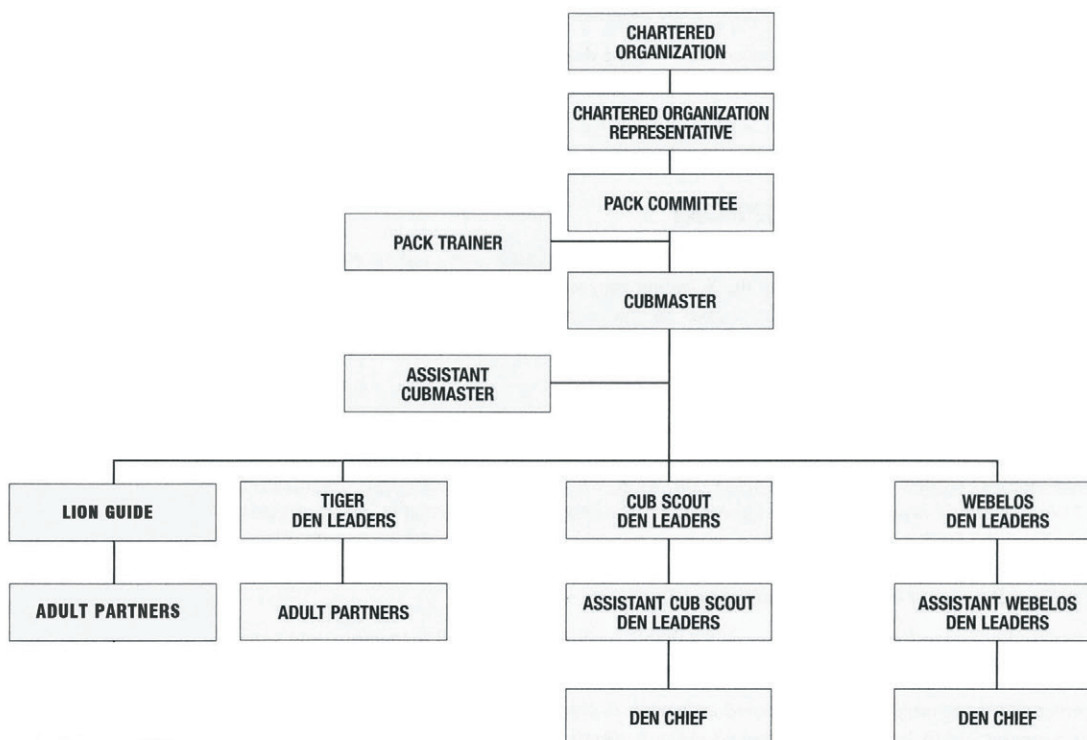 CHARTERED
ORGANIZATION
CHARTERED ORGANIZATION
REPRESENTATIVE
PACK COMMITTEE
PACK TRAINER
CUBMASTER
ASSISTANT
CUBMASTER
LION GUIDE
TIGER
DEN LEADERS
CUB SCOUT
DEN LEADERS
WEBELOS
DEN LEADERS
ADULT PARTNERS
ADULT PARTNERS
ASSISTANT CUB SCOUT
DEN LEADERS
ASSISTANT WEBELOS
DEN LEADERS
DEN CHIEF
DEN CHIEF